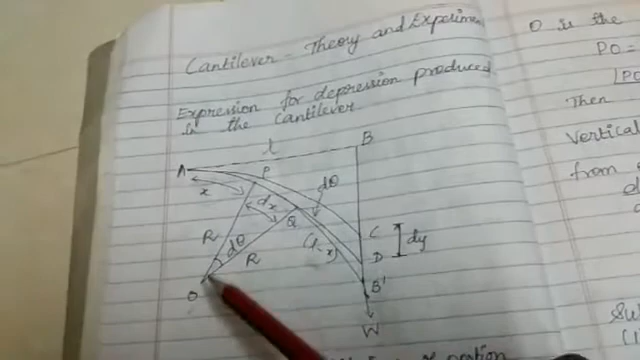 Cantilever - Theory and Experiment
Expression for depression produced
in the cantilever
l
B
A
P
x
dx
dθ
Q
R
dθ
R
(l-x)
C
D
dy
B'
O
W
O is the
PO =
Then
Vertical
from